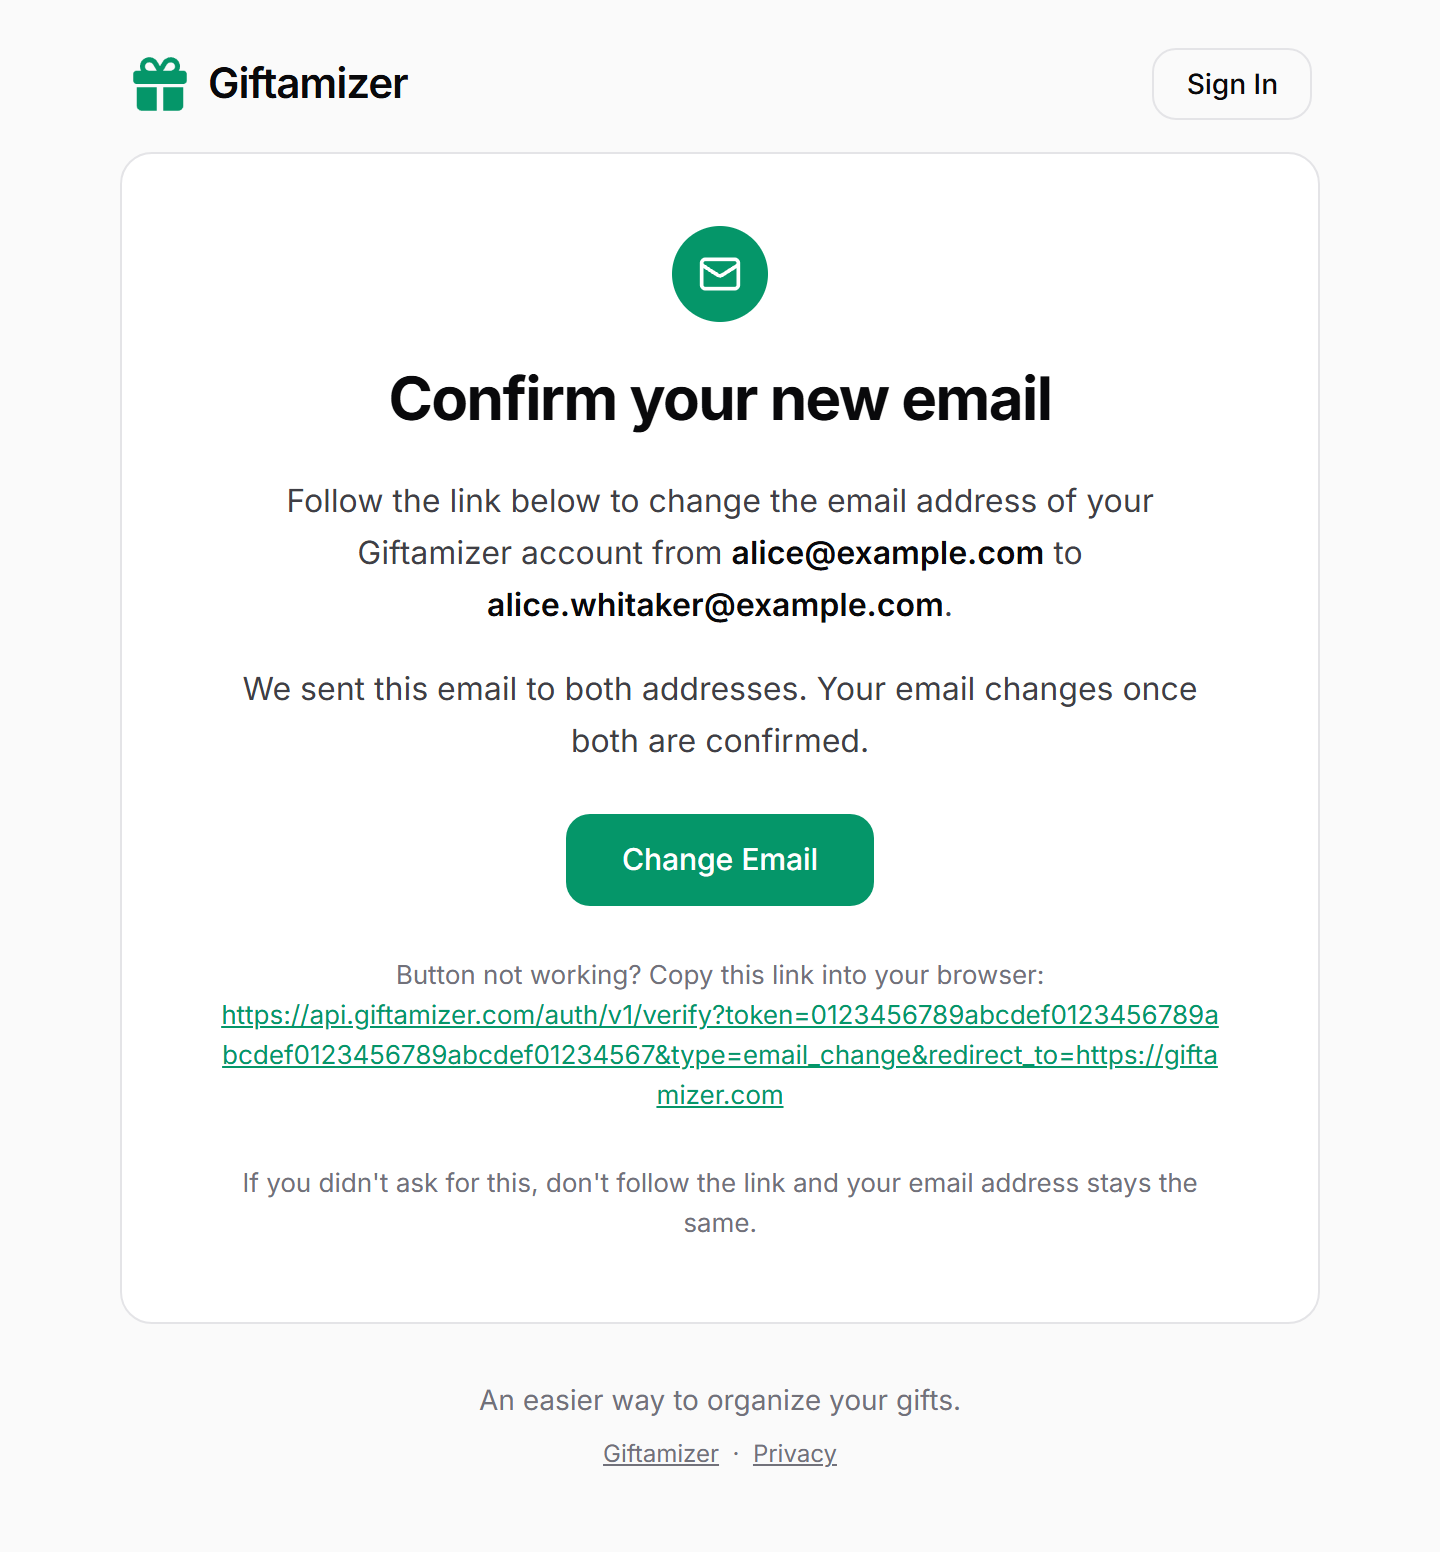 Giftamizer
Sign In
Confirm your new email
Follow the link below to change the email address of your
Giftamizer account from alice@example.com to
alice.whitaker@example.com.
We sent this email to both addresses. Your email changes once
both are confirmed.
Change Email
Button not working? Copy this link into your browser:
https://api.giftamizer.com/auth/v1/verify?token=0123456789abcdef0123456789a
bcdef0123456789abcdef01234567&type=email_change&redirect_to=https://gifta
mizer.com
If you didn't ask for this, don't follow the link and your email address stays the
same.
An easier way to organize your gifts.
Giftamizer · Privacy